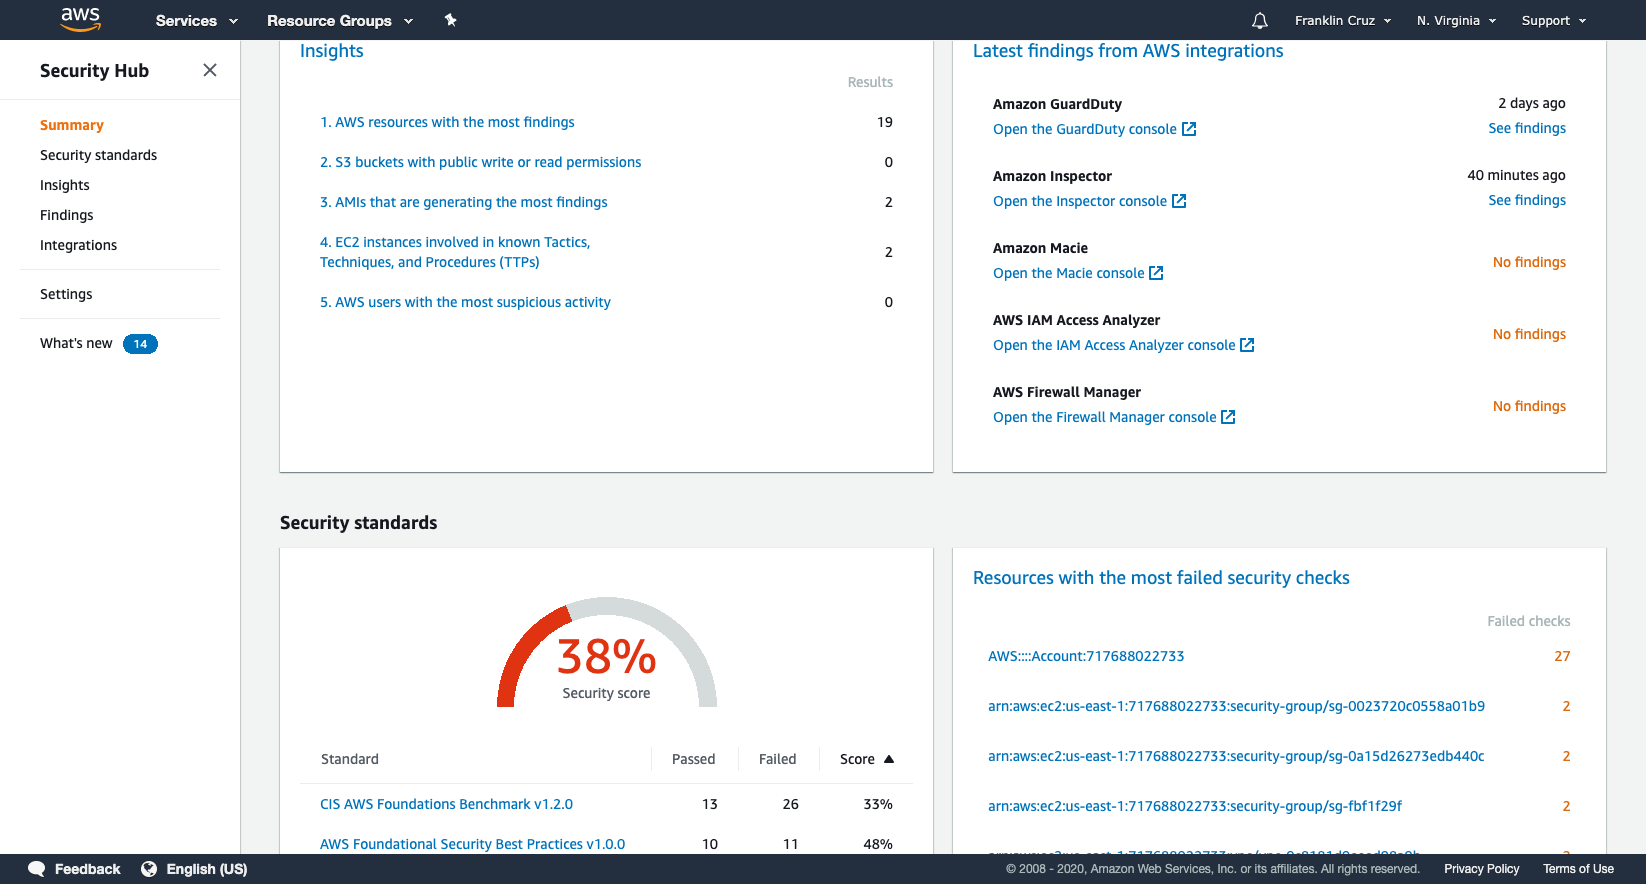 aws
Services
Resource Groups
Franklin Cruz
N. Virginia
Support
Security Hub
Summary
Security standards
Insights
Findings
Integrations
Settings
What's new 14
Insights
Results
1. AWS resources with the most findings 19
2. S3 buckets with public write or read permissions 0
3. AMIs that are generating the most findings 2
4. EC2 instances involved in known Tactics,
Techniques, and Procedures (TTPs) 2
5. AWS users with the most suspicious activity 0
Latest findings from AWS integrations
Amazon GuardDuty 2 days ago
Open the GuardDuty console See findings
Amazon Inspector 40 minutes ago
Open the Inspector console See findings
Amazon Macie
Open the Macie console No findings
AWS IAM Access Analyzer
Open the IAM Access Analyzer console No findings
AWS Firewall Manager
Open the Firewall Manager console No findings
Security standards
38%
Security score
Standard Passed Failed Score
CIS AWS Foundations Benchmark v1.2.0 13 26 33%
AWS Foundational Security Best Practices v1.0.0 10 11 48%
Resources with the most failed security checks
Failed checks
AWS::::Account:717688022733 27
arn:aws:ec2:us-east-1:717688022733:security-group/sg-0023720c0558a01b9 2
arn:aws:ec2:us-east-1:717688022733:security-group/sg-0a15d26273edb440c 2
arn:aws:ec2:us-east-1:717688022733:security-group/sg-fbf1f29f 2
Feedback
English (US)
© 2008 - 2020, Amazon Web Services, Inc. or its affiliates. All rights reserved.
Privacy Policy
Terms of Use